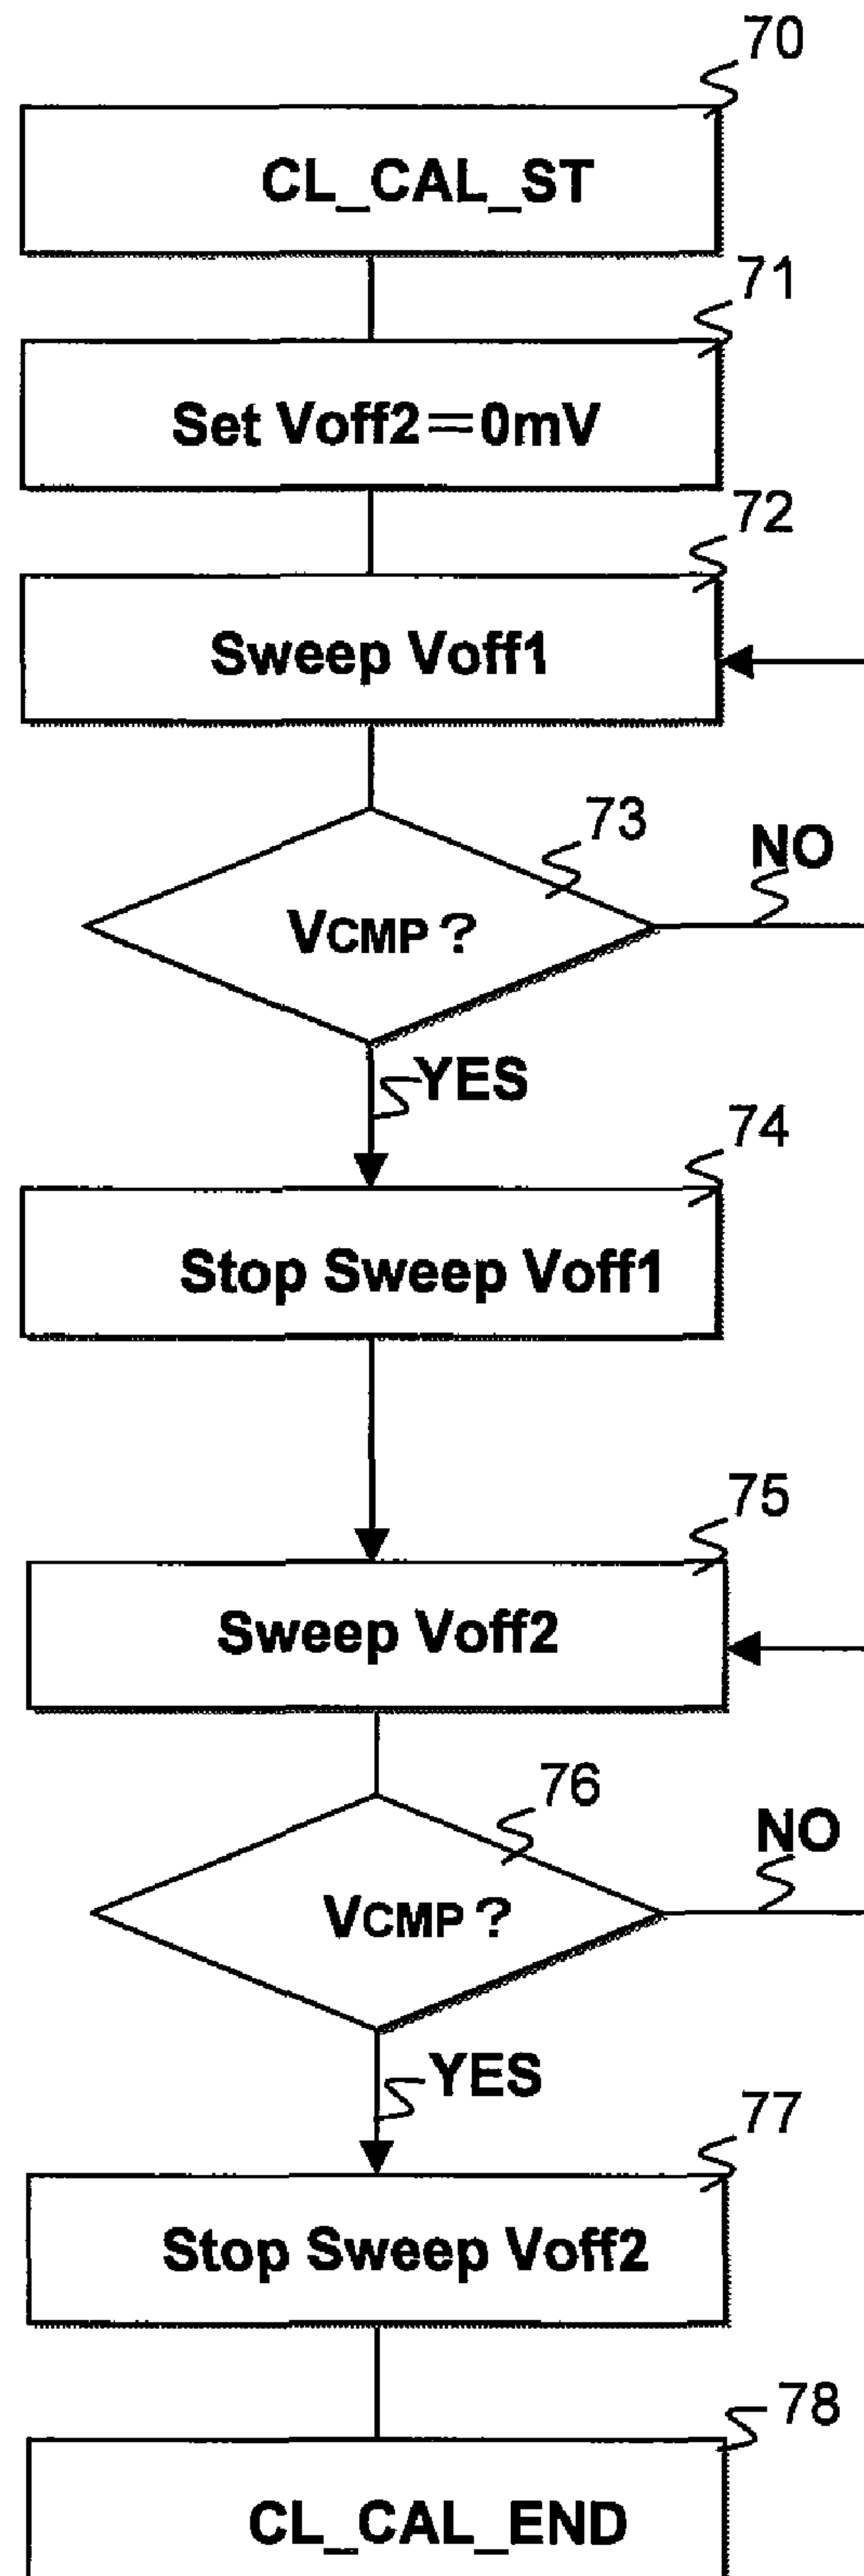 70
CL_CAL_ST
71
Set Voff2=0mV
72
Sweep Voff1
73
NO
VCMP?
YES
74
Stop Sweep Voff1
75
Sweep Voff2
76
NO
VCMP?
YES
77
Stop Sweep Voff2
78
CL_CAL_END